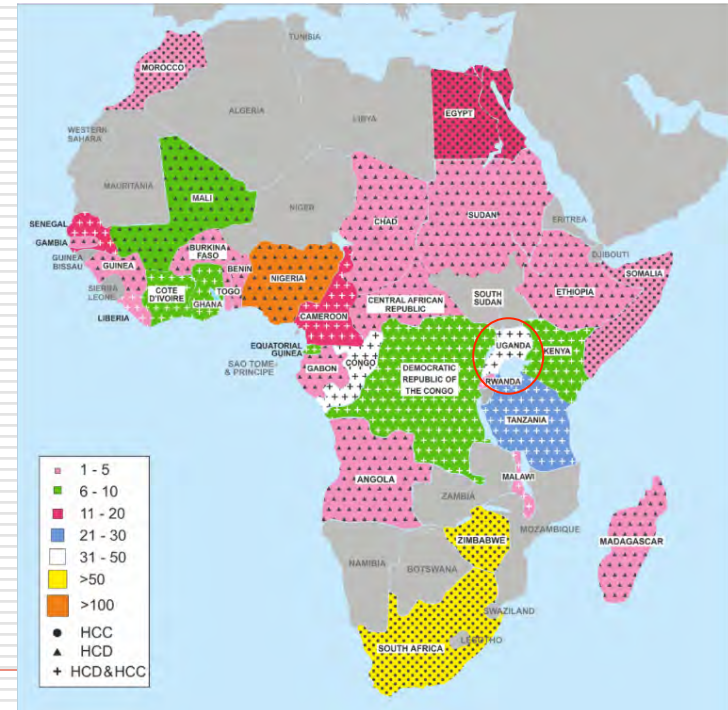 TUNISIA
MOROCCO
ALGERIA
LIBYA
EGYPT
WESTERN
SAHARA
MAURITANIA
MALI
NIGER
CHAD
SUDAN
ERITREA
SENEGAL
GAMBIA
GUINEA
BISSAU
GUINEA
BURKINA
FASO
BENIN
NIGERIA
DJIBOUTI
SOMALIA
SIERRA
LEONE
COTE
D'IVOIRE
GHANA
TOGO
ETHIOPIA
LIBERIA
CAMEROON
CENTRAL AFRICAN
REPUBLIC
SOUTH
SUDAN
EQUATORIAL
GUINEA
SAO TOME
& PRINCIPE
GABON
CONGO
DEMOCRATIC
REPUBLIC OF
THE CONGO
UGANDA
KENYA
RWANDA
TANZANIA
ANGOLA
ZAMBIA
MALAWI
MOZAMBIQUE
ZIMBABWE
MADAGASCAR
NAMIBIA
BOTSWANA
SWAZILAND
LESOTHO
SOUTH AFRICA
1 - 5
6 - 10
11 - 20
21 - 30
31 - 50
>50
>100
HCC
HCD
HCD&HCC